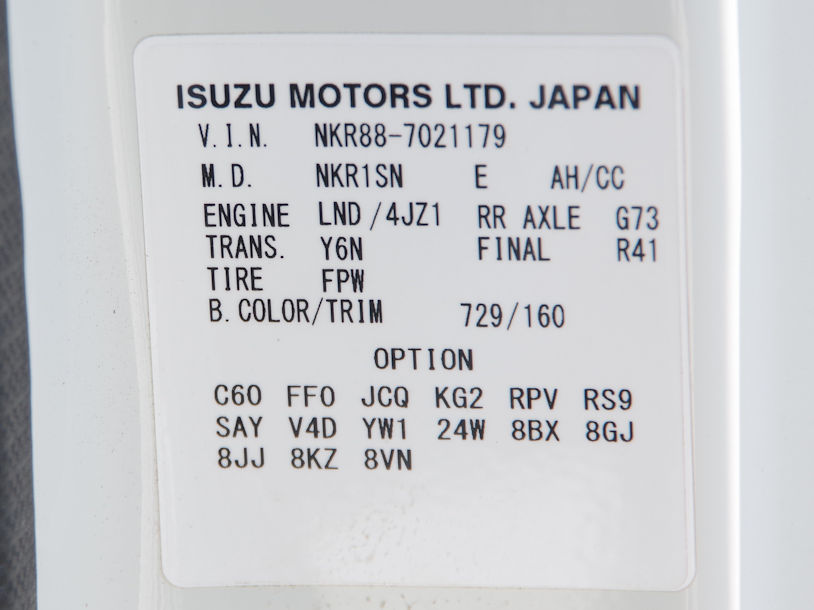 ISUZU MOTORS LTD. JAPAN
V.I.N. NKR88-7021179
M.D. NKR1SN E AH/CC
ENGINE LND/4JZ1 RR AXLE G73
TRANS. Y6N FINAL R41
TIRE FPW
B.COLOR/TRIM 729/160
OPTION
C60 FF0 JCQ KG2 RPV RS9
SAY V4D YW1 24W 8BX 8GJ
8JJ 8KZ 8VN